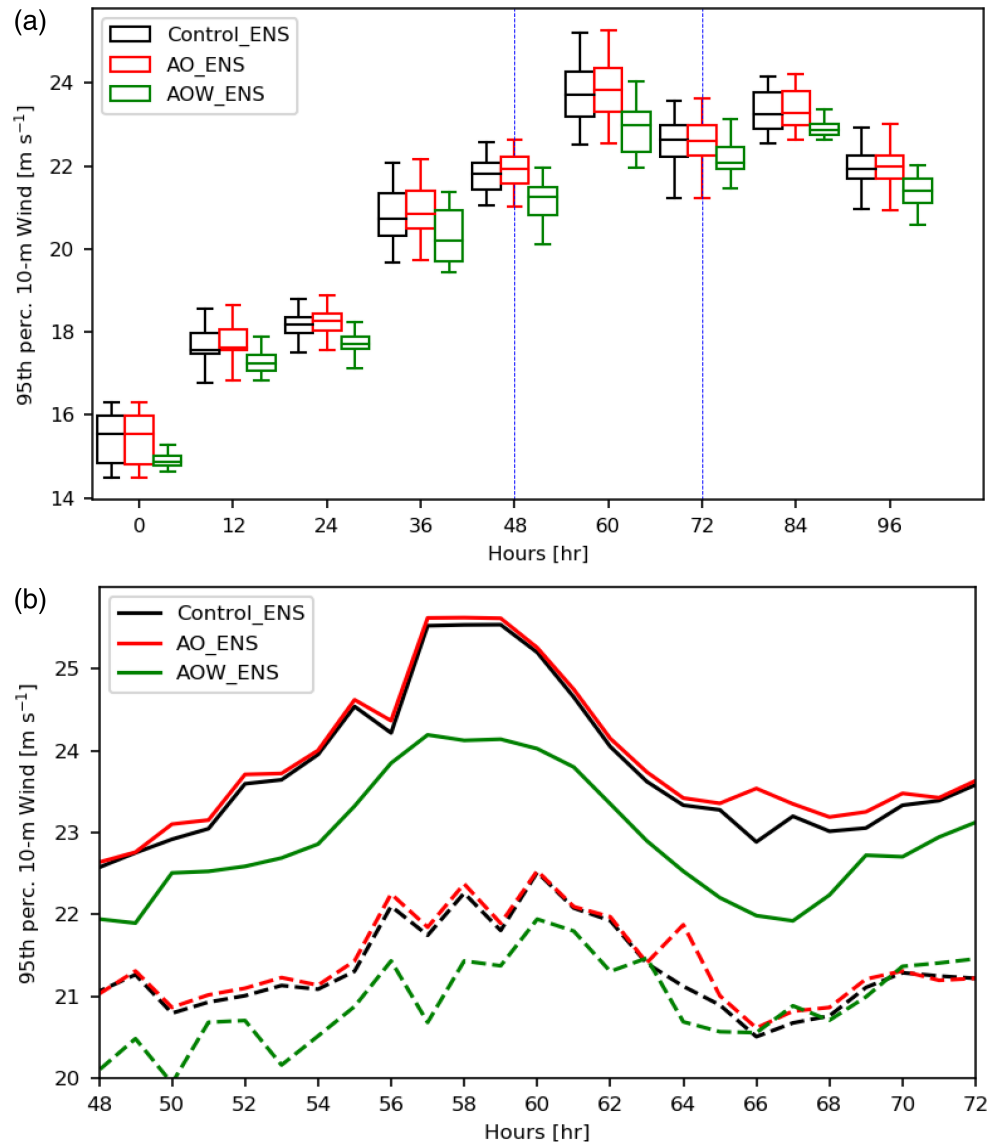 (a)
Control_ENS
AO_ENS
AOW_ENS
95th perc. 10-m Wind [m s⁻¹]
24
22
20
18
16
14
0 12 24 36 48 60 72 84 96
Hours [hr]
(b)
Control_ENS
AO_ENS
AOW_ENS
95th perc. 10-m Wind [m s⁻¹]
25
24
23
22
21
20
48 50 52 54 56 58 60 62 64 66 68 70 72
Hours [hr]